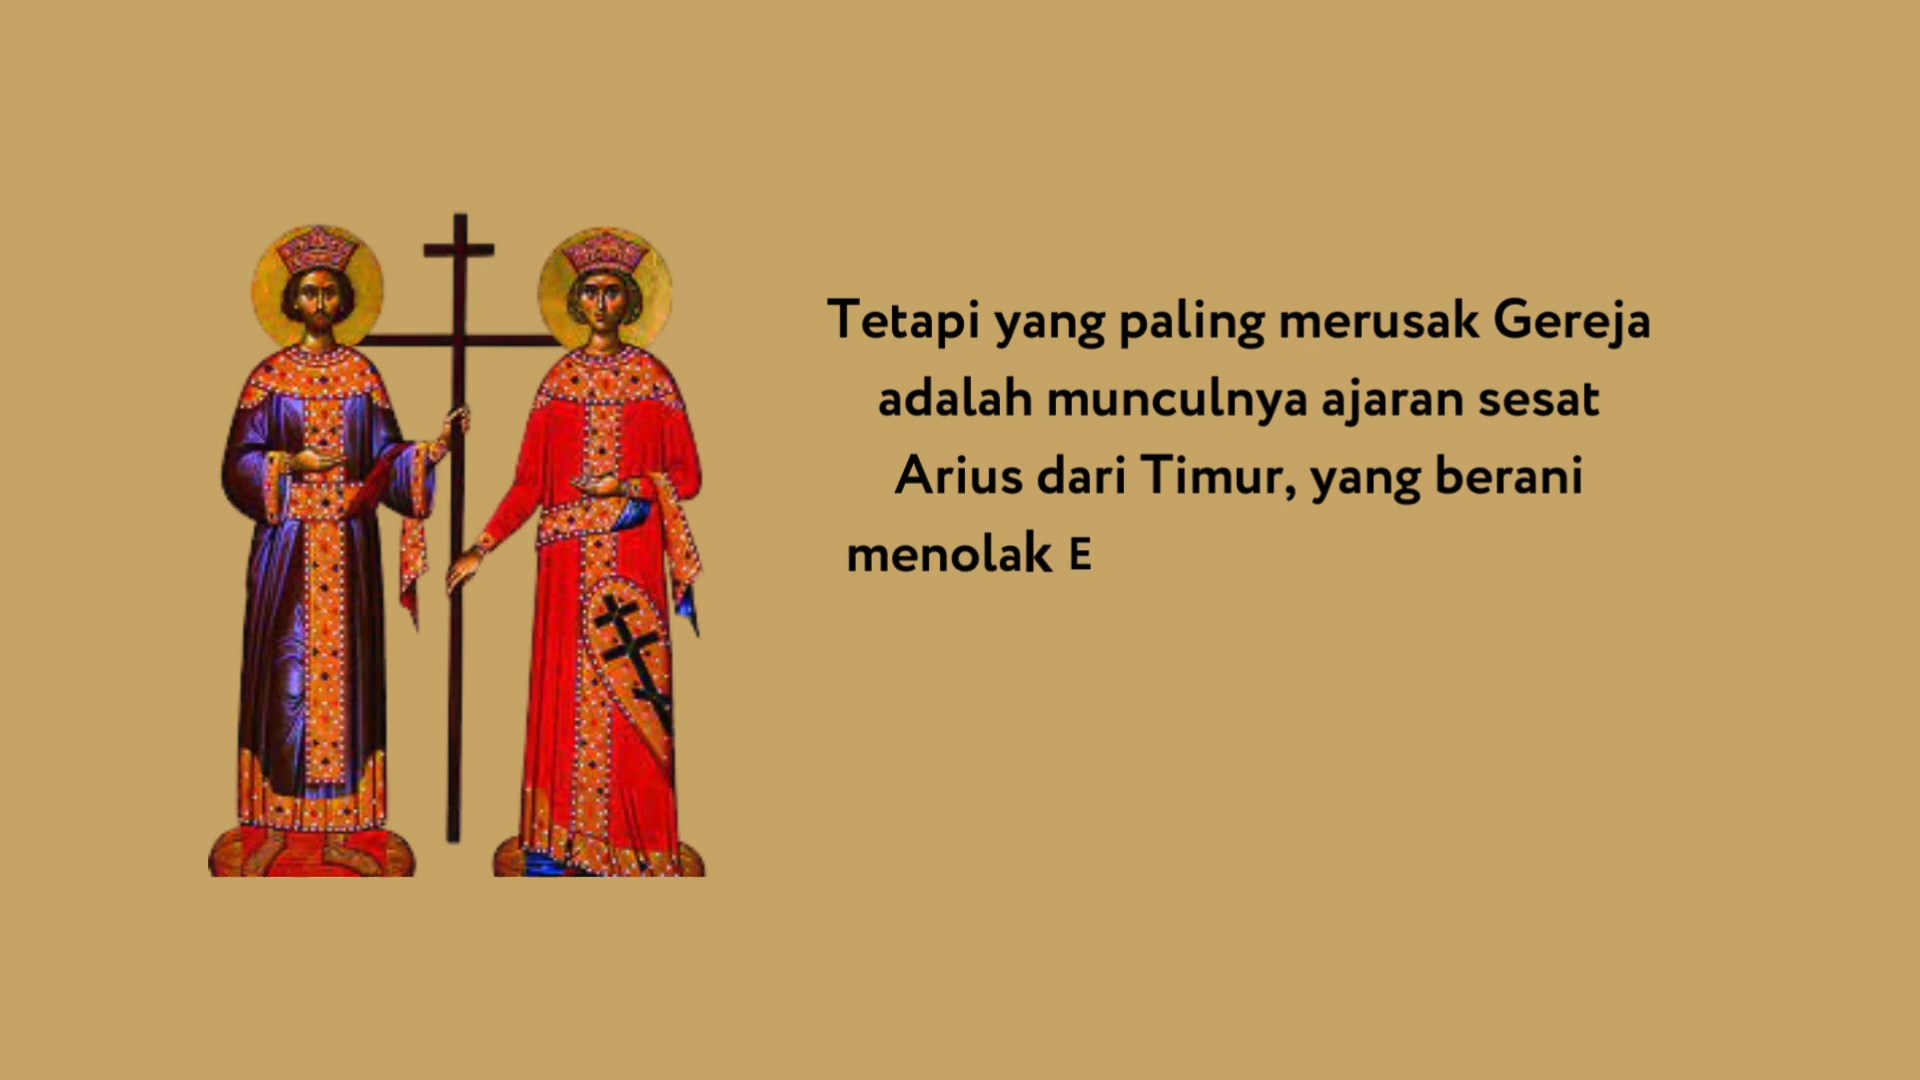 Tetapi yang paling merusak Gereja
adalah munculnya ajaran sesat
Arius dari Timur, yang berani
menolak E